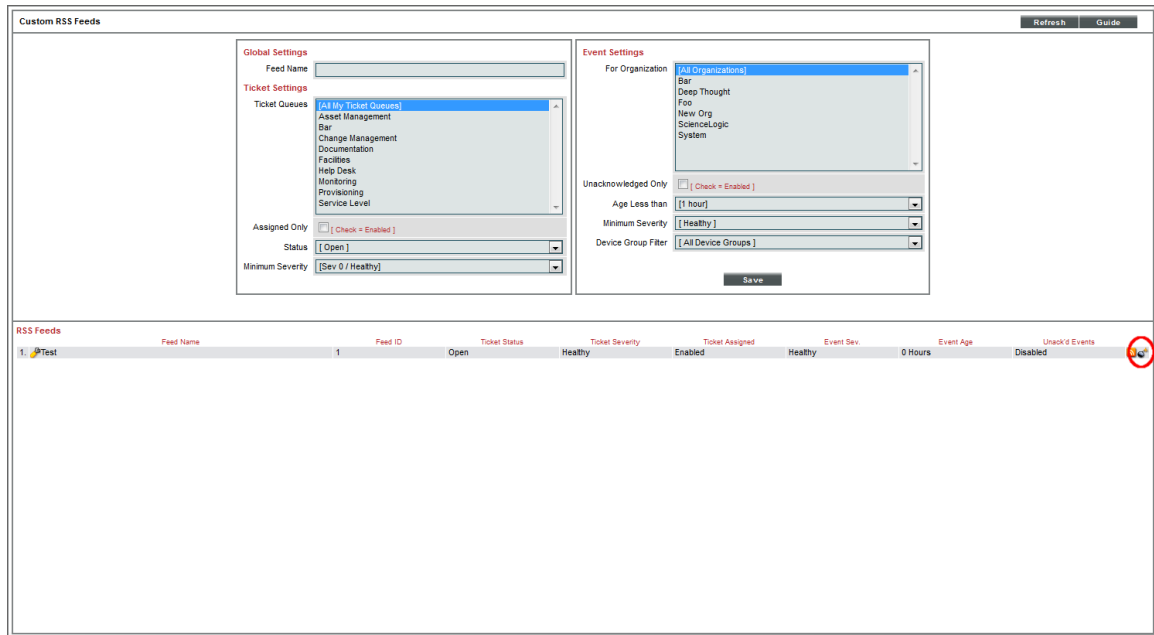 Custom RSS Feeds
Refresh
Guide
Global Settings
Feed Name
Ticket Settings
Ticket Queues
[All My Ticket Queues]
Asset Management
Bar
Change Management
Documentation
Facilities
Help Desk
Monitoring
Provisioning
Service Level
Assigned Only
[ Check = Enabled ]
Status
[ Open ]
Minimum Severity
[Sev 0 / Healthy]
Event Settings
For Organization
[All Organizations]
Bar
Deep Thought
Foo
New Org
ScienceLogic
System
Unacknowledged Only
[ Check = Enabled ]
Age Less than
[1 hour]
Minimum Severity
[ Healthy ]
Device Group Filter
[ All Device Groups ]
Save
RSS Feeds
Feed Name Feed ID Ticket Status Ticket Severity Ticket Assigned Event Sev. Event Age Unack'd Events
1. Test 1 Open Healthy Enabled Healthy 0 Hours Disabled